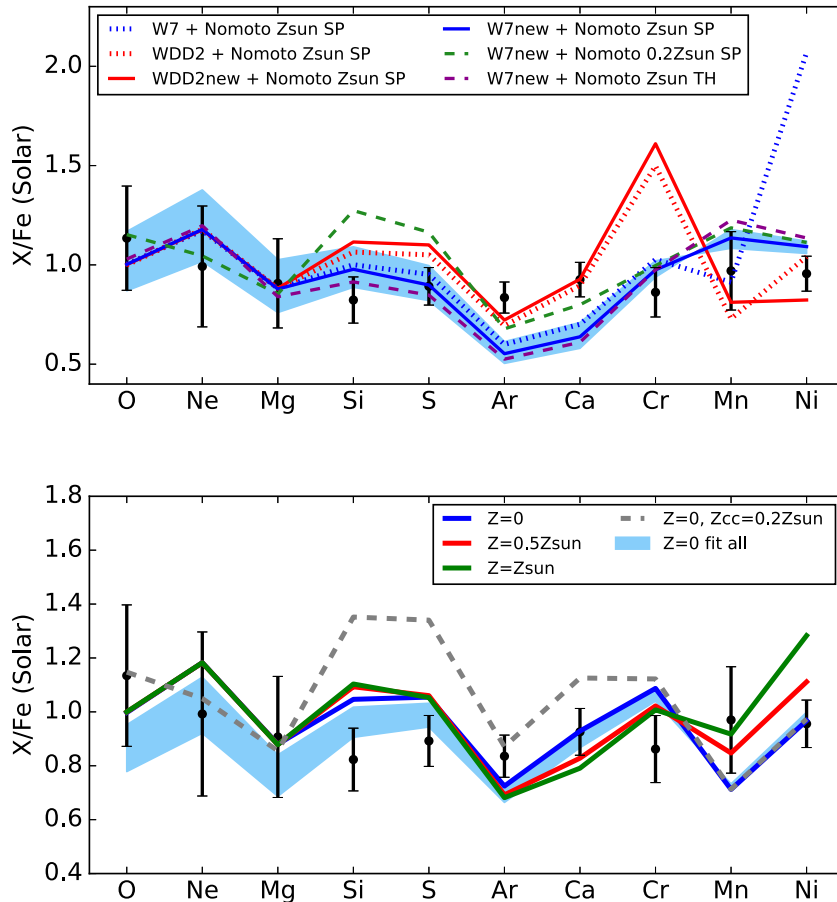 W7 + Nomoto Zsun SP
WDD2 + Nomoto Zsun SP
WDD2new + Nomoto Zsun SP
W7new + Nomoto Zsun SP
W7new + Nomoto 0.2Zsun SP
W7new + Nomoto Zsun TH
2.0
1.5
1.0
0.5
X/Fe (Solar)
O Ne Mg Si S Ar Ca Cr Mn Ni
Z=0
Z=0.5Zsun
Z=Zsun
Z=0, Zcc=0.2Zsun
Z=0 fit all
1.8
1.6
1.4
1.2
1.0
0.8
0.6
0.4
X/Fe (Solar)
O Ne Mg Si S Ar Ca Cr Mn Ni